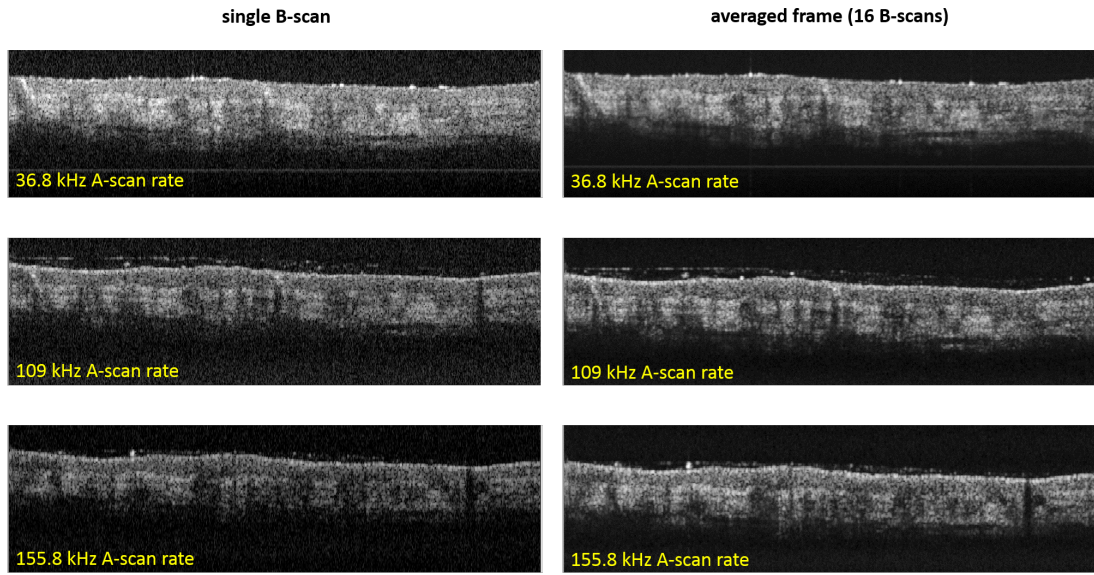 single B-scan
averaged frame (16 B-scans)
36.8 kHz A-scan rate
36.8 kHz A-scan rate
109 kHz A-scan rate
109 kHz A-scan rate
155.8 kHz A-scan rate
155.8 kHz A-scan rate